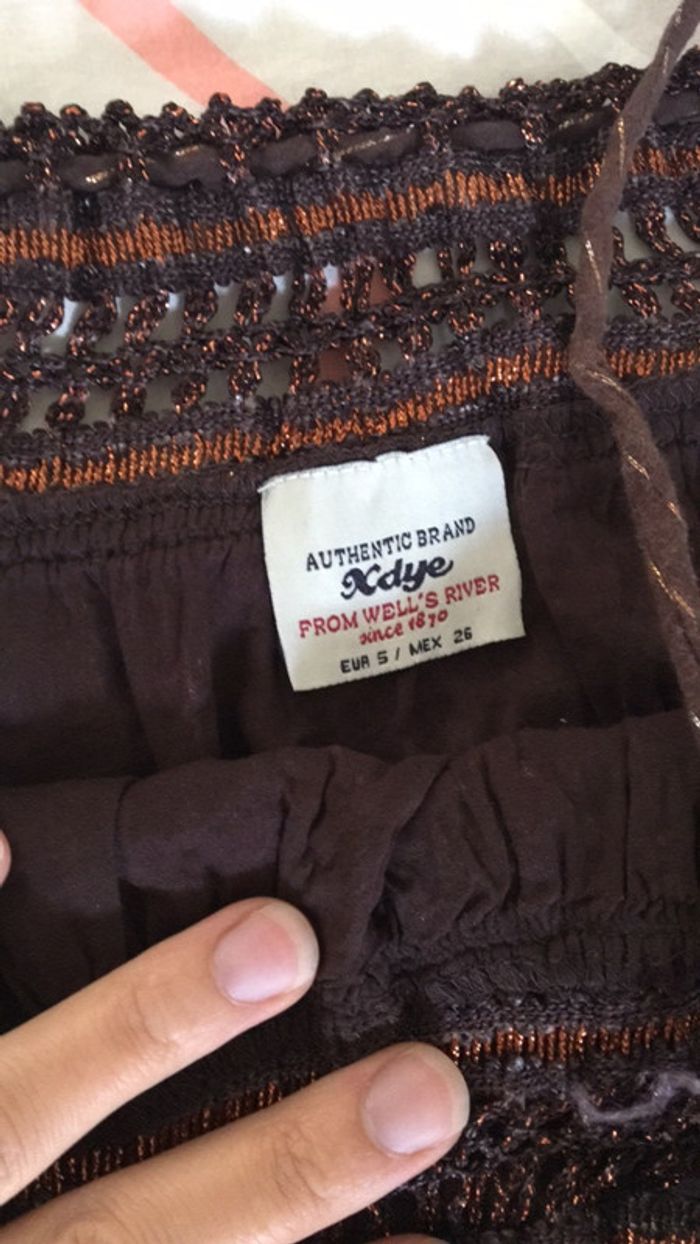 AUTHENTIC BRAND
Xdye
FROM WELL'S RIVER
since 1870
EUR S / MEX 26